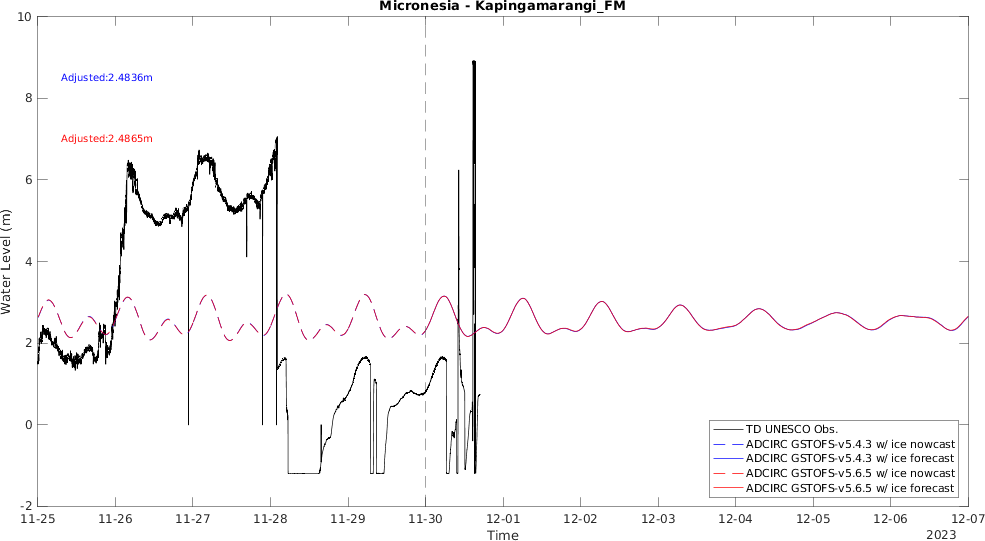 Micronesia - Kapingamarangi_FM
10
8
6
4
2
0
-2
Water Level (m)
Adjusted:2.4836m
Adjusted:2.4865m
TD UNESCO Obs.
ADCIRC GSTOFS-v5.4.3 w/ ice nowcast
ADCIRC GSTOFS-v5.4.3 w/ ice forecast
ADCIRC GSTOFS-v5.6.5 w/ ice nowcast
ADCIRC GSTOFS-v5.6.5 w/ ice forecast
11-25 11-26 11-27 11-28 11-29 11-30 12-01 12-02 12-03 12-04 12-05 12-06 12-07
Time
2023